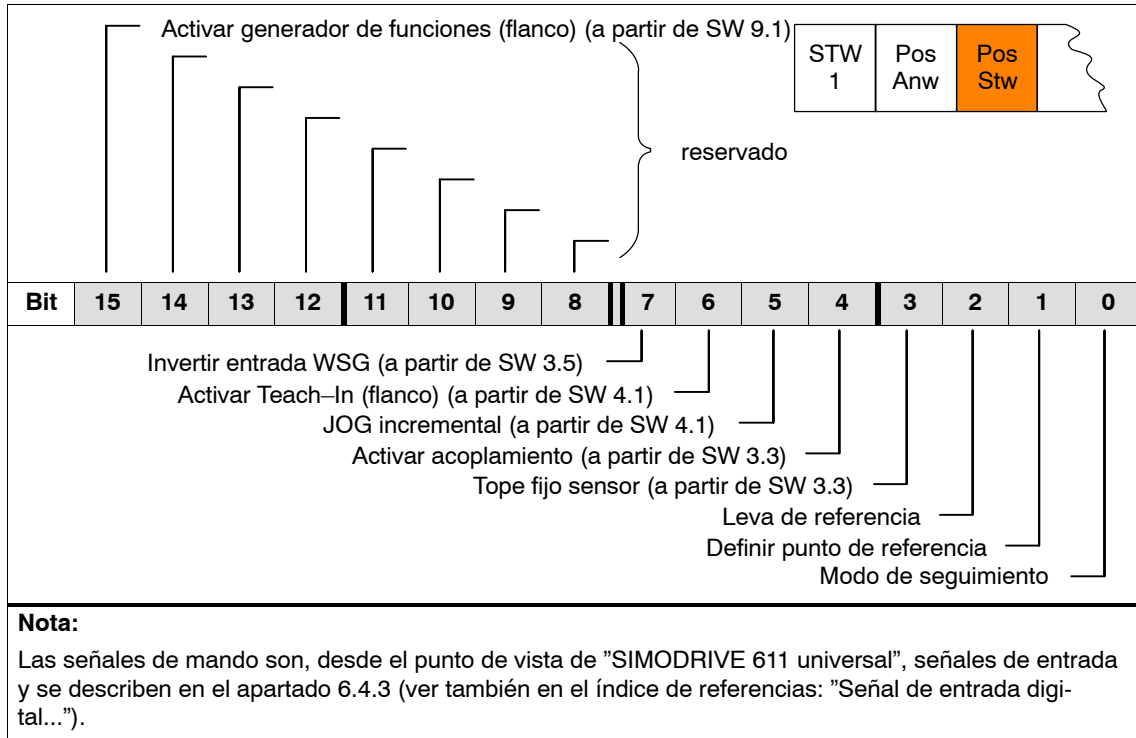 Activar generador de funciones (flanco) (a partir de SW 9.1)
STW 1
Pos Anw
Pos Stw
reservado
Bit 15 14 13 12 11 10 9 8 7 6 5 4 3 2 1 0
Invertir entrada WSG (a partir de SW 3.5)
Activar Teach–In (flanco) (a partir de SW 4.1)
JOG incremental (a partir de SW 4.1)
Activar acoplamiento (a partir de SW 3.3)
Tope fijo sensor (a partir de SW 3.3)
Leva de referencia
Definir punto de referencia
Modo de seguimiento
Nota:
Las señales de mando son, desde el punto de vista de ”SIMODRIVE 611 universal”, señales de entrada
y se describen en el apartado 6.4.3 (ver también en el índice de referencias: ”Señal de entrada digi-
tal...”).